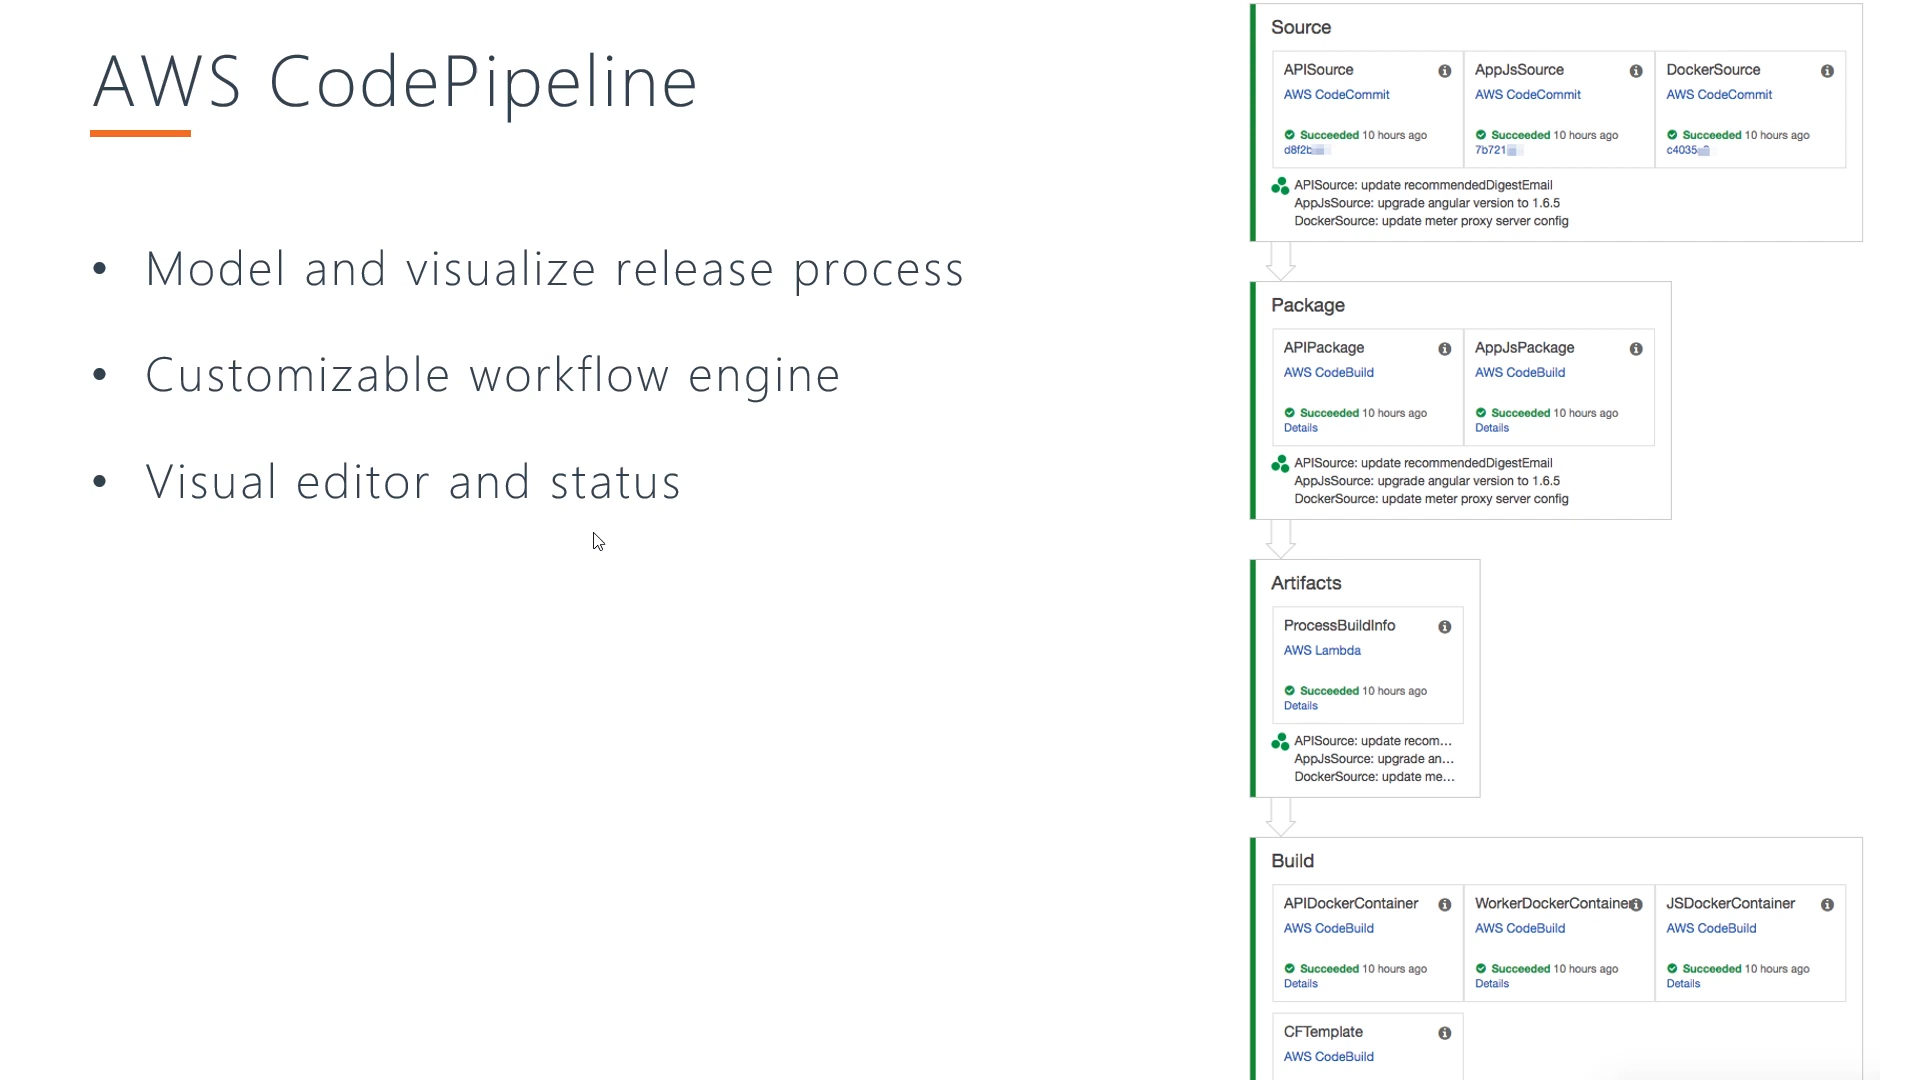 AWS CodePipeline
• Model and visualize release process
• Customizable workflow engine
• Visual editor and status
Source
APISource
AWS CodeCommit
Succeeded 10 hours ago
d8f2b
AppJsSource
AWS CodeCommit
Succeeded 10 hours ago
7b721
DockerSource
AWS CodeCommit
Succeeded 10 hours ago
c4035
APISource: update recommendedDigestEmail
AppJsSource: upgrade angular version to 1.6.5
DockerSource: update meter proxy server config
Package
APIPackage
AWS CodeBuild
Succeeded 10 hours ago
Details
AppJsPackage
AWS CodeBuild
Succeeded 10 hours ago
Details
APISource: update recommendedDigestEmail
AppJsSource: upgrade angular version to 1.6.5
DockerSource: update meter proxy server config
Artifacts
ProcessBuildInfo
AWS Lambda
Succeeded 10 hours ago
Details
APISource: update recom...
AppJsSource: upgrade an...
DockerSource: update me...
Build
APIDockerContainer
AWS CodeBuild
Succeeded 10 hours ago
Details
WorkerDockerContainer
AWS CodeBuild
Succeeded 10 hours ago
Details
JSDockerContainer
AWS CodeBuild
Succeeded 10 hours ago
Details
CFTemplate
AWS CodeBuild